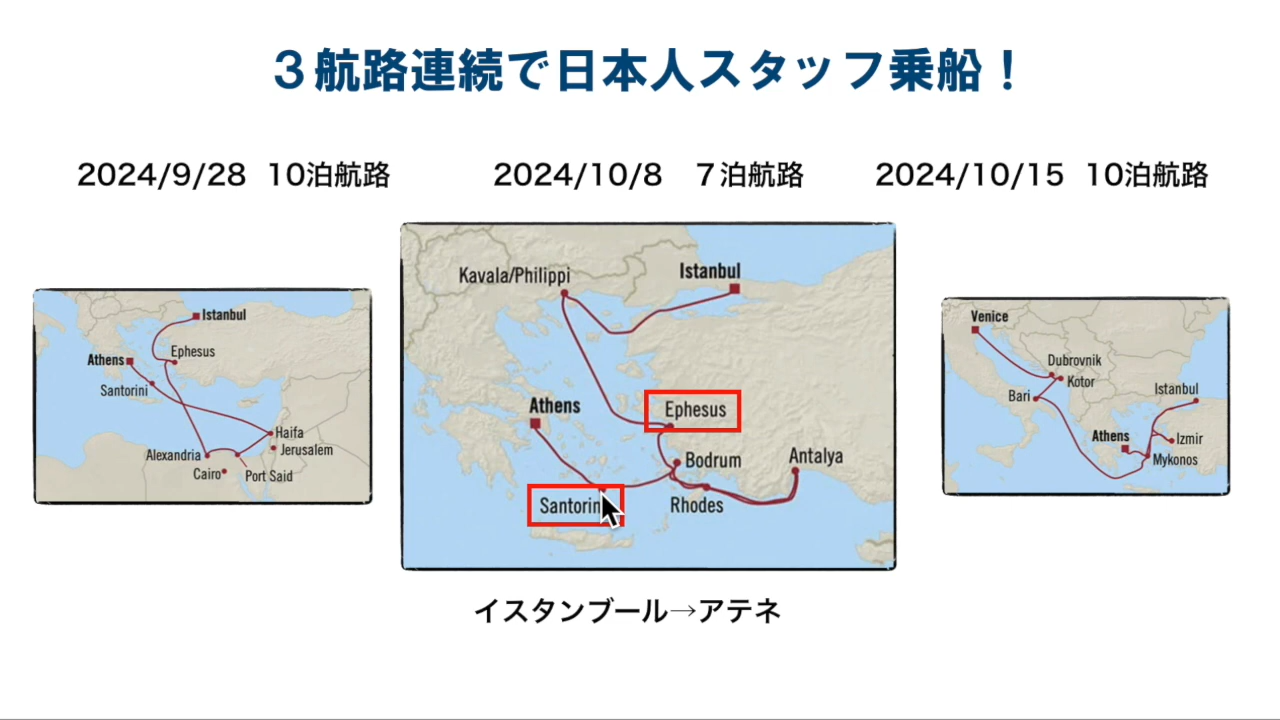 ３航路連続で日本人スタッフ乗船！
2024/9/28 10泊航路
2024/10/8 ７泊航路
2024/10/15 10泊航路
Istanbul
Athens
Ephesus
Santorini
Haifa
Jerusalem
Alexandria
Cairo
Port Said
Kavala/Philippi
Istanbul
Athens
Ephesus
Bodrum
Antalya
Santorin
Rhodes
Venice
Dubrovnik
Kotor
Bari
Istanbul
Athens
Izmir
Mykonos
イスタンブール→アテネ